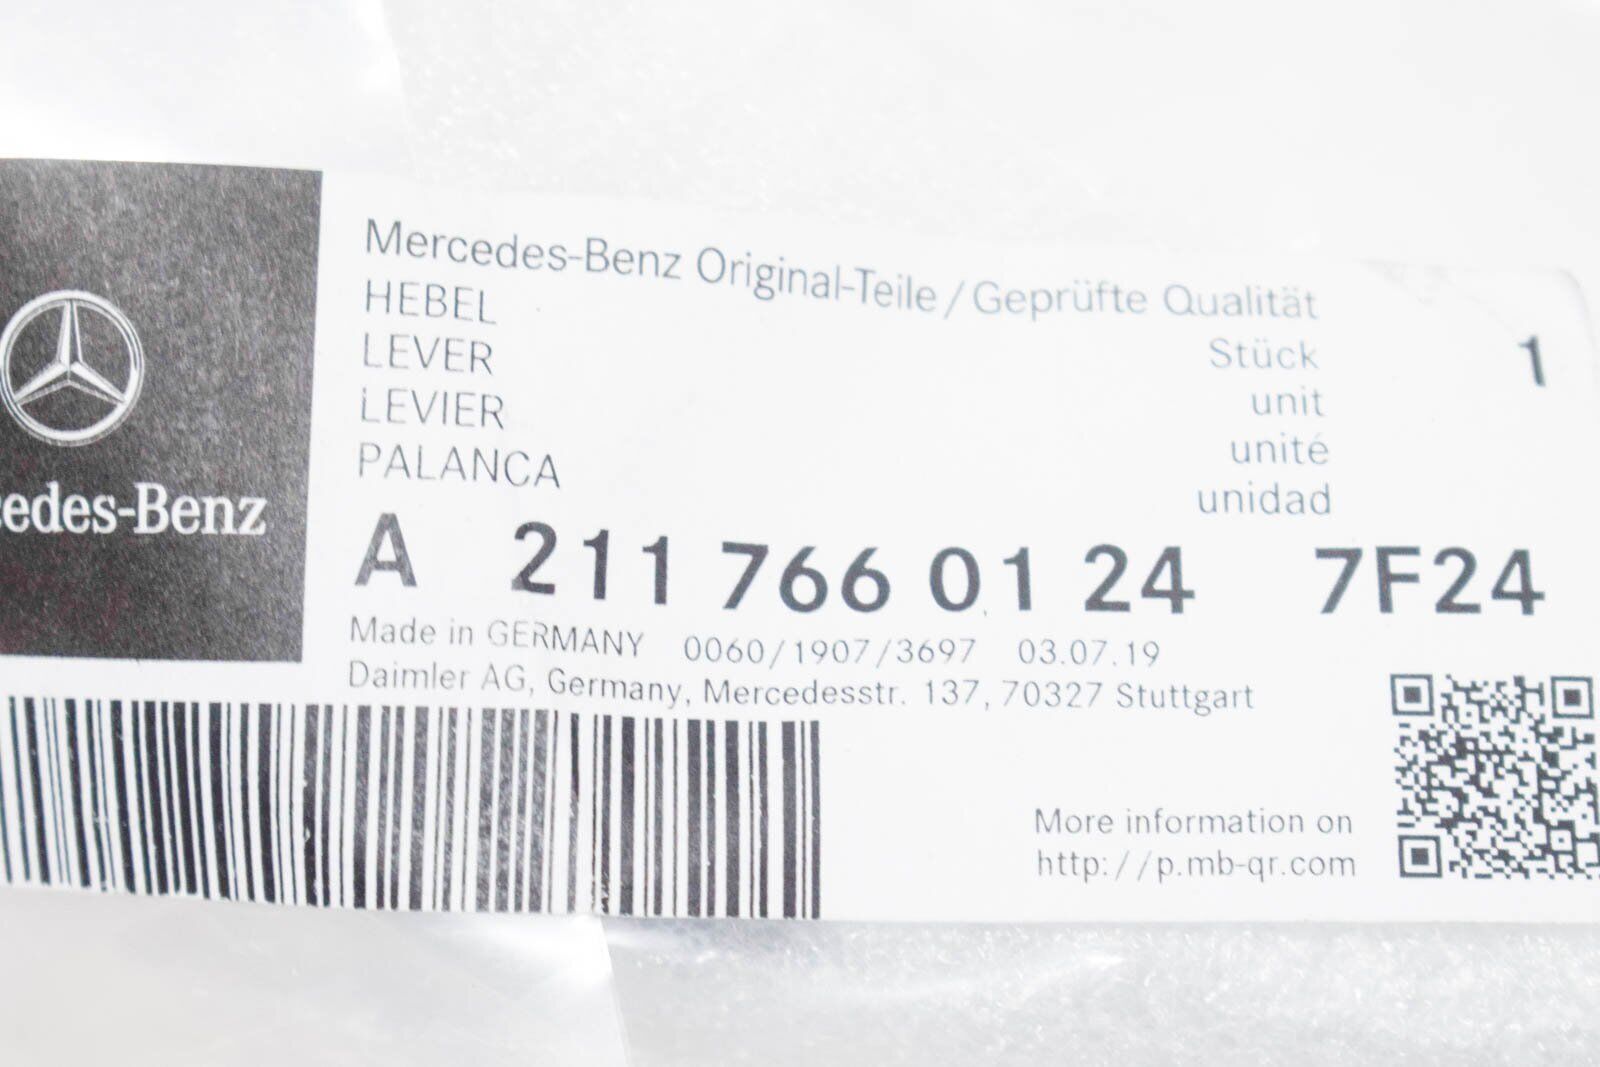 cedes-Benz
Mercedes-Benz Original-Teile/Geprüfte Qualität
HEBEL
LEVER
LEVIER
PALANCA
Stück 1
unit
unité
unidad
A 211 766 01 24 7F24
Made in GERMANY 0060/1907/3697 03.07.19
Daimler AG, Germany, Mercedesstr. 137, 70327 Stuttgart
More information on
http://p.mb-qr.com